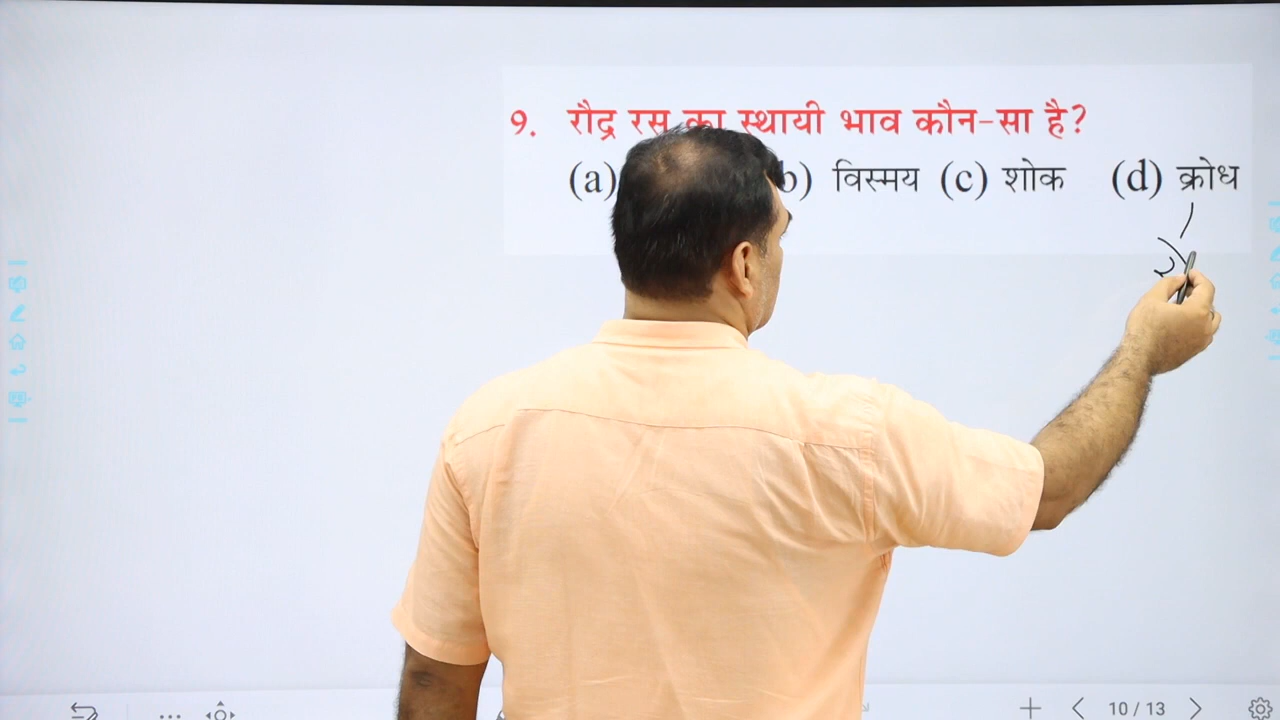 9. रौद्र रस का स्थायी भाव कौन-सा है?
(a) b) विस्मय (c) शोक (d) क्रोध
10 / 13